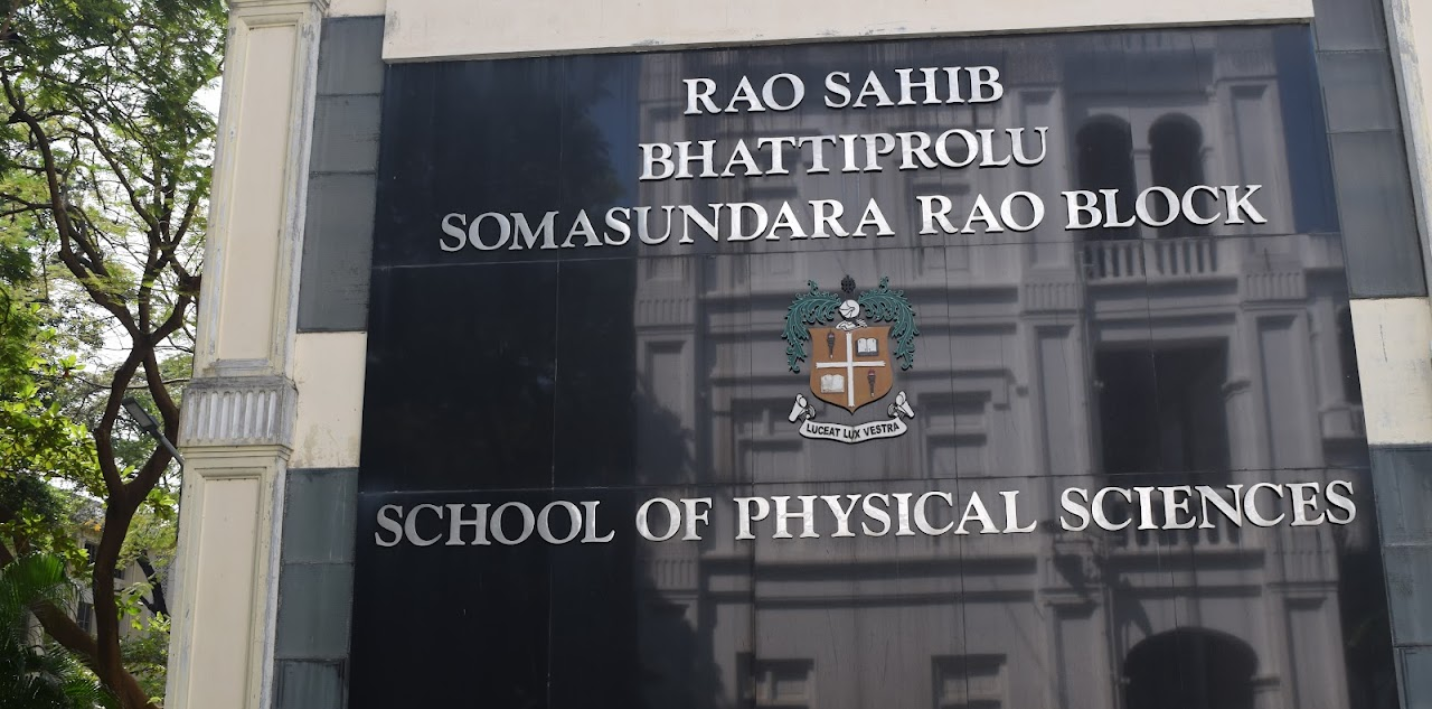 RAO SAHIB
BHATTIPROLU
SOMASUNDARA RAO BLOCK
LUCEAT LUX VESTRA
SCHOOL OF PHYSICAL SCIENCES